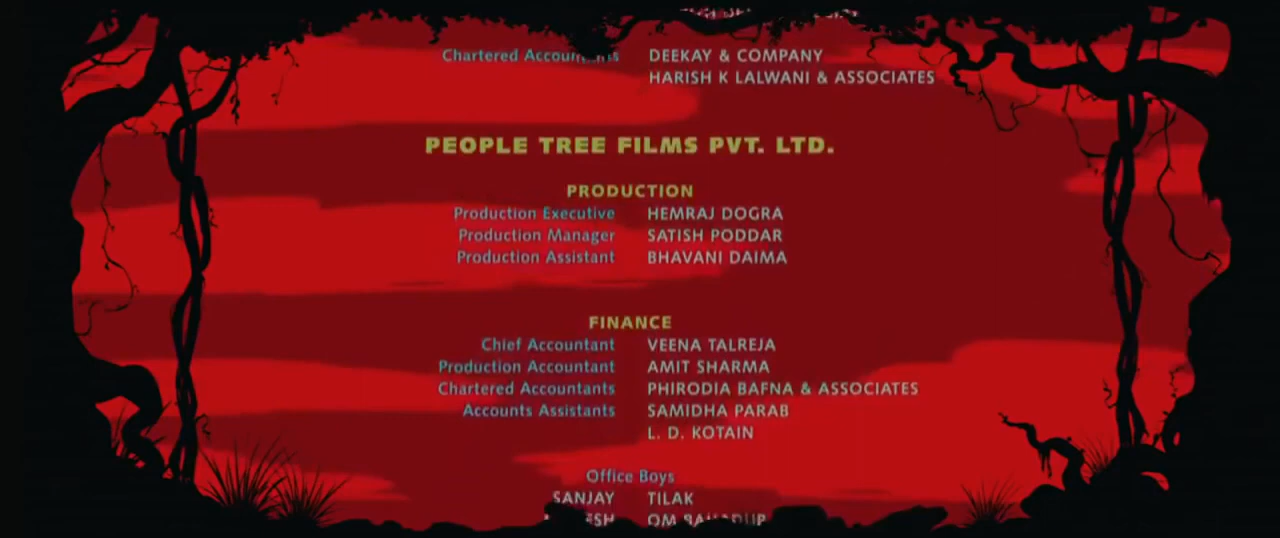 Chartered DEEKAY & COMPANY
HARISH K LALWANI & ASSOCIATES
PEOPLE TREE FILMS PVT. LTD.
PRODUCTION
Production Executive HEMRAJ DOGRA
Production Manager SATISH PODDAR
Production Assistant BHAVANI DAIMA
FINANCE
Chief Accountant VEENA TALREJA
Production Accountant AMIT SHARMA
Chartered Accountants PHIRODIA BAFNA & ASSOCIATES
Accounts Assistants SAMIDHA PARAB
L. D. KOTAIN
Office Boys
SANJAY TILAK
OM